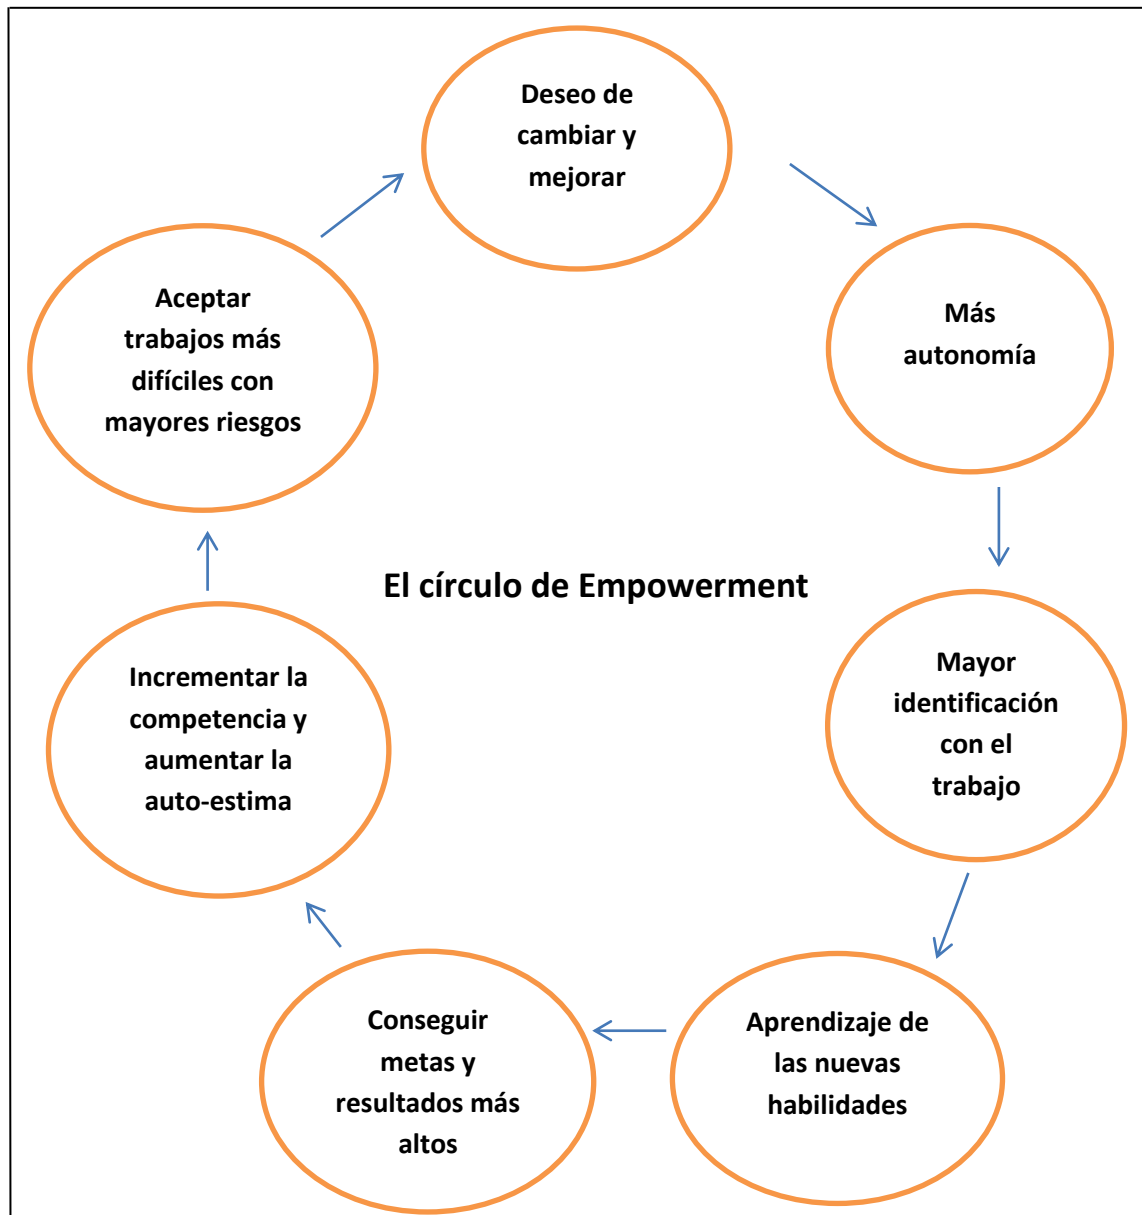 Deseo de
cambiar y
mejorar
Más
autonomía
Mayor
identificación
con el
trabajo
Aprendizaje de
las nuevas
habilidades
Conseguir
metas y
resultados más
altos
Incrementar la
competencia y
aumentar la
auto-estima
Aceptar
trabajos más
difíciles con
mayores riesgos
El círculo de Empowerment